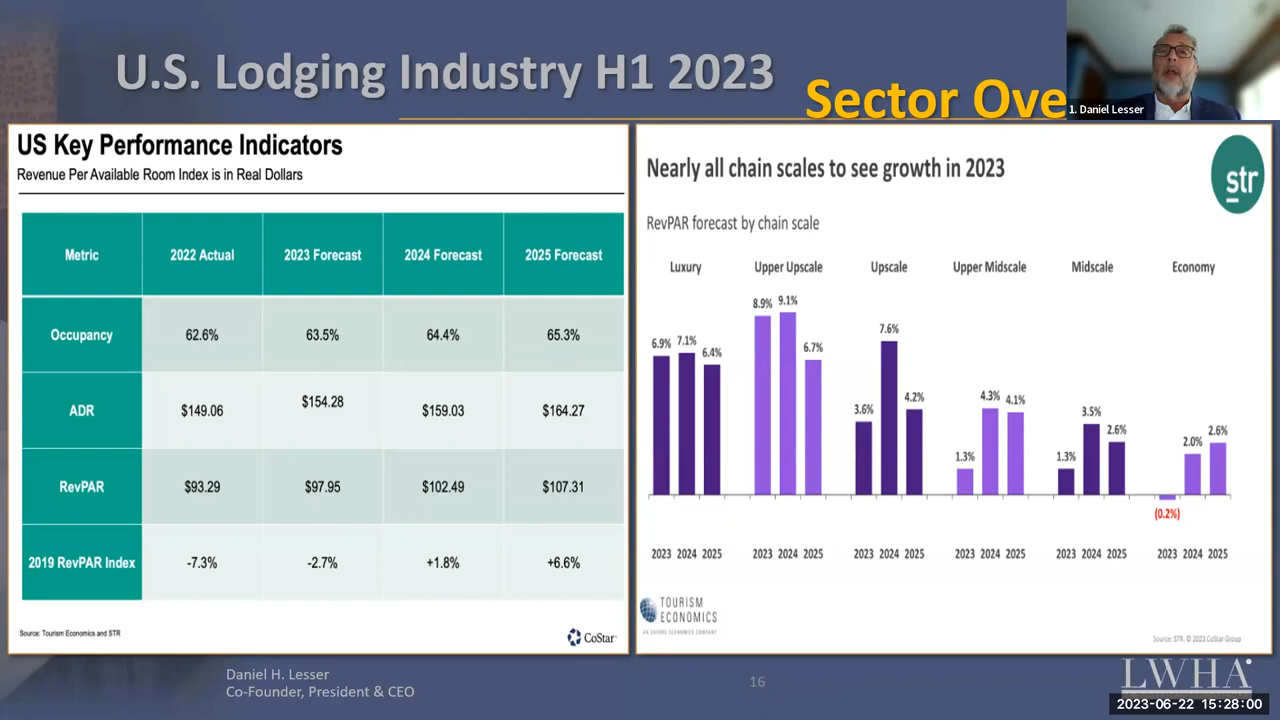 U.S. Lodging Industry H1 2023
Sector Ove
1. Daniel Lesser
US Key Performance Indicators
Revenue Per Available Room Index is in Real Dollars
Metric 2022 Actual 2023 Forecast 2024 Forecast 2025 Forecast
Occupancy 62.6% 63.5% 64.4% 65.3%
ADR $149.06 $154.28 $159.03 $164.27
RevPAR $93.29 $97.95 $102.49 $107.31
2019 RevPAR Index -7.3% -2.7% +1.8% +6.6%
Source: Tourism Economics and STR
CoStar™
Nearly all chain scales to see growth in 2023
str
RevPAR forecast by chain scale
Luxury Upper Upscale Upscale Upper Midscale Midscale Economy
6.9% 7.1% 6.4% 8.9% 9.1% 6.7% 3.6% 7.6% 4.2% 1.3% 4.3% 4.1% 1.3% 3.5% 2.6% (0.2%) 2.0% 2.6%
2023 2024 2025 2023 2024 2025 2023 2024 2025 2023 2024 2025 2023 2024 2025 2023 2024 2025
TOURISM
ECONOMICS
AN OXFORD ECONOMICS COMPANY
Source: STR. © 2023 CoStar Group
Daniel H. Lesser
Co-Founder, President & CEO
16
LWHA
2023-06-22 15:28:00